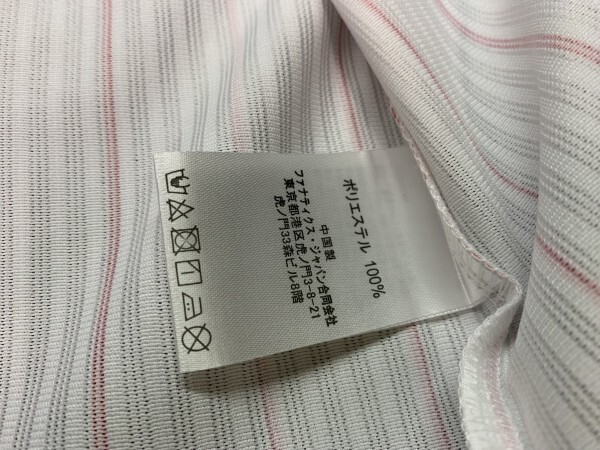 ポリエステル 100%
中国製
ファナティクス・ジャパン合同会社
東京都港区虎ノ門3-8-21
虎ノ門33森ビル8階